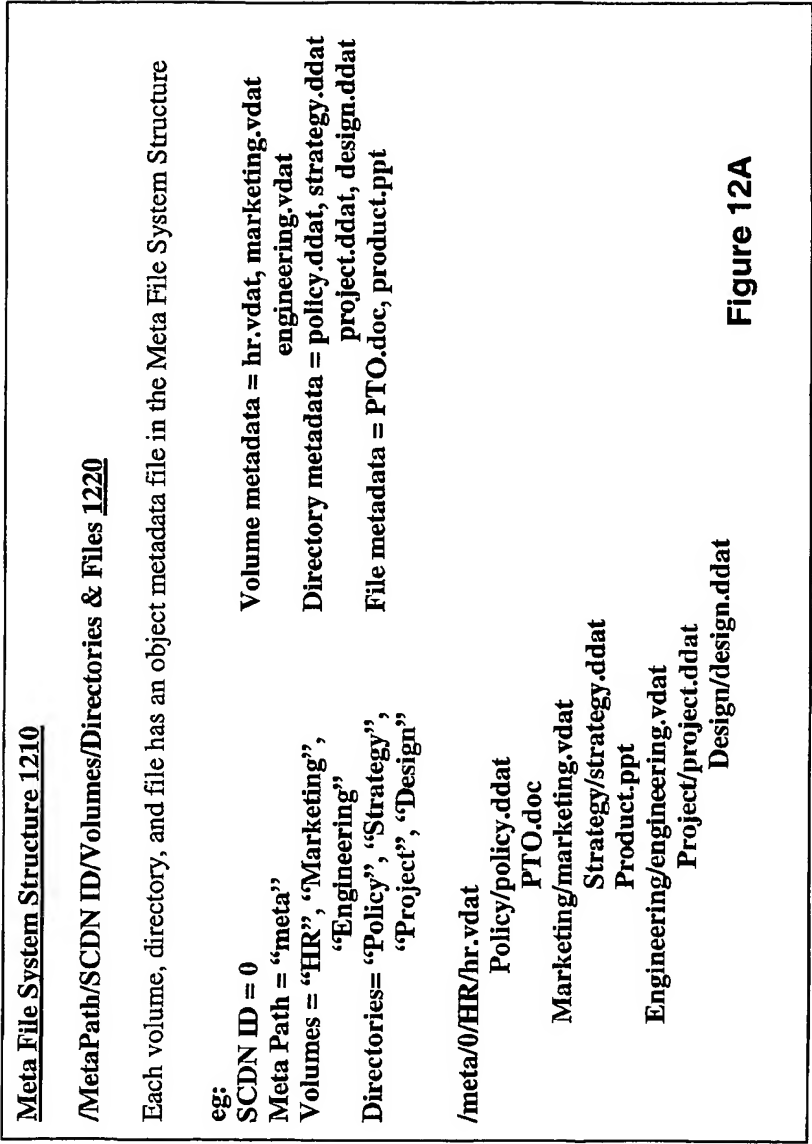 Meta File System Structure 1210
/MetaPath/SCDN ID/Volumes/Directories & Files 1220
Each volume, directory, and file has an object metadata file in the Meta File System Structure
eg:
SCDN ID = 0
Meta Path = “meta”
Volumes = “HR”, “Marketing”,
“Engineering”
Directories= “Policy”, “Strategy”,
“Project”, “Design”
Volume metadata = hr.vdat, marketing.vdat
engineering.vdat
Directory metadata = policy.ddat, strategy.ddat
project.ddat, design.ddat
File metadata = PTO.doc, product.ppt
/meta/0/HR/hr.vdat
Policy/policy.ddat
PTO.doc
Marketing/marketing.vdat
Strategy/strategy.ddat
Product.ppt
Engineering/engineering.vdat
Project/project.ddat
Design/design.ddat
Figure 12A